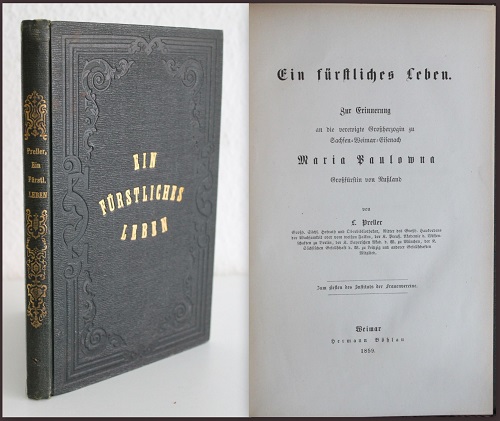 Preller,
Ein
Fürstl.
LEBEN
EIN
FÜRSTLICHES
LEBEN
Ein fürstliches Leben.
Zur Erinnerung
an die verewigte Großherzogin zu
Sachsen-Weimar-Eisenach
Maria Paulowna
Großfürstin von Rußland
von
L. Preller
Zum Besten des Instituts der Frauenvereine.
Weimar
Hermann Böhlau
1859.